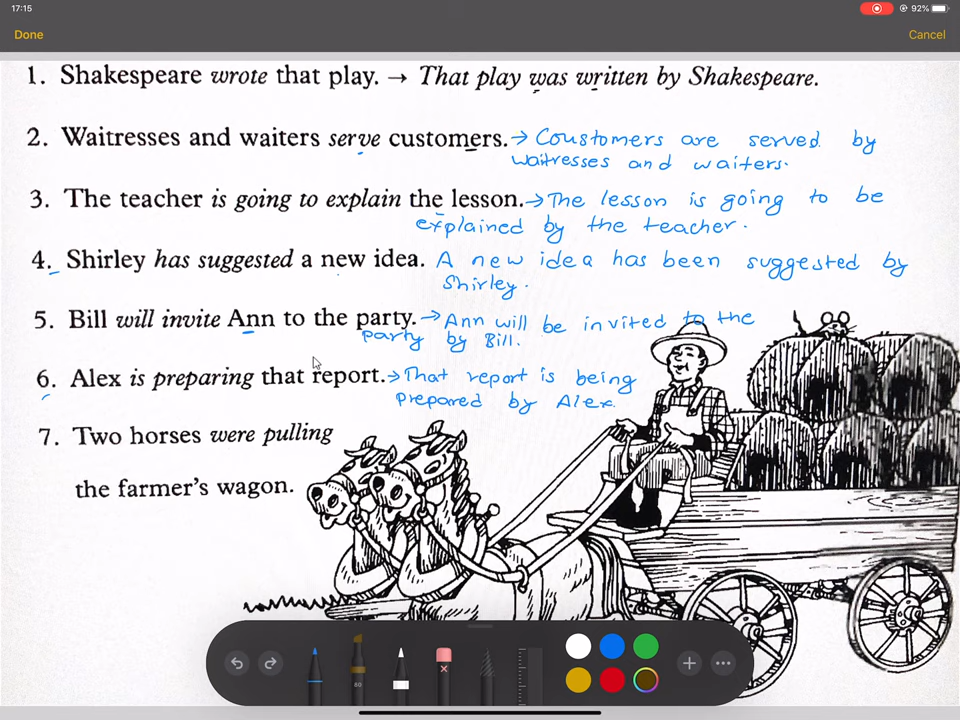 17:15
92%
Done
Cancel
1. Shakespeare wrote that play. → That play was written by Shakespeare.
2. Waitresses and waiters serve customers. → Coustomers are served by
waitresses and waiters.
3. The teacher is going to explain the lesson. → The lesson is going to be
explained by the teacher.
4. Shirley has suggested a new idea. A new idea has been suggested by
Shirley.
5. Bill will invite Ann to the party. → Ann will be invited to the
party by Bill.
6. Alex is preparing that report. → That report is being
prepared by Alex.
7. Two horses were pulling
the farmer's wagon.
80